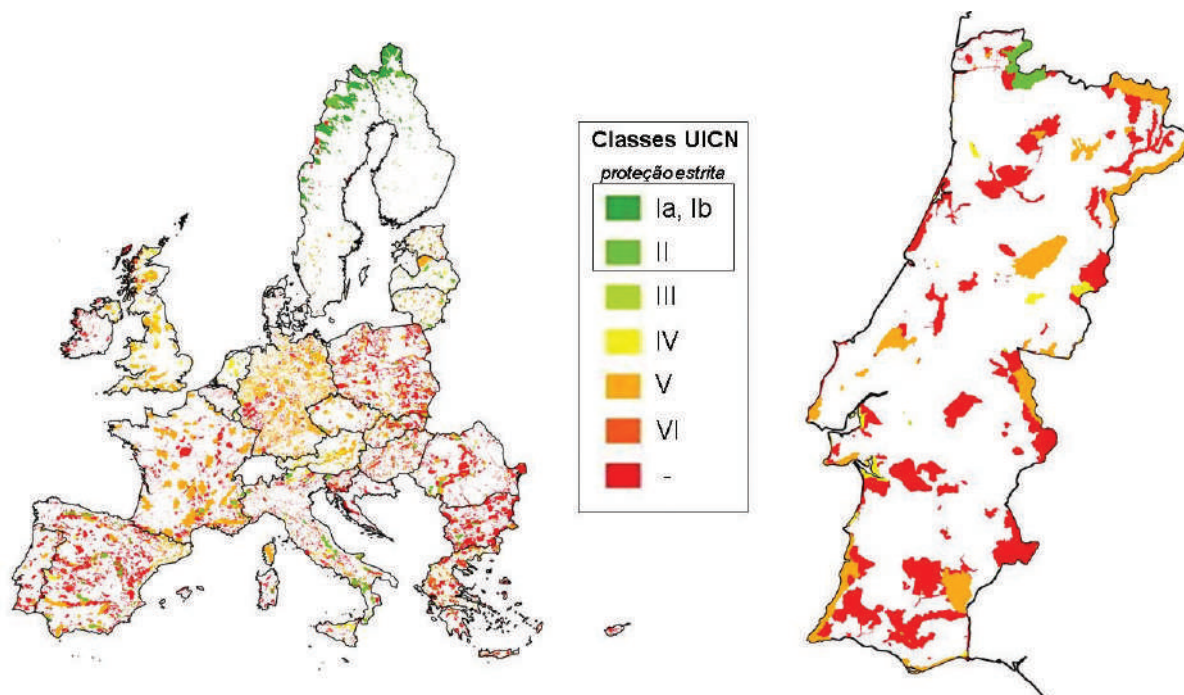 Classes UICN
proteção estrita
Ia, Ib
II
III
IV
V
VI
-